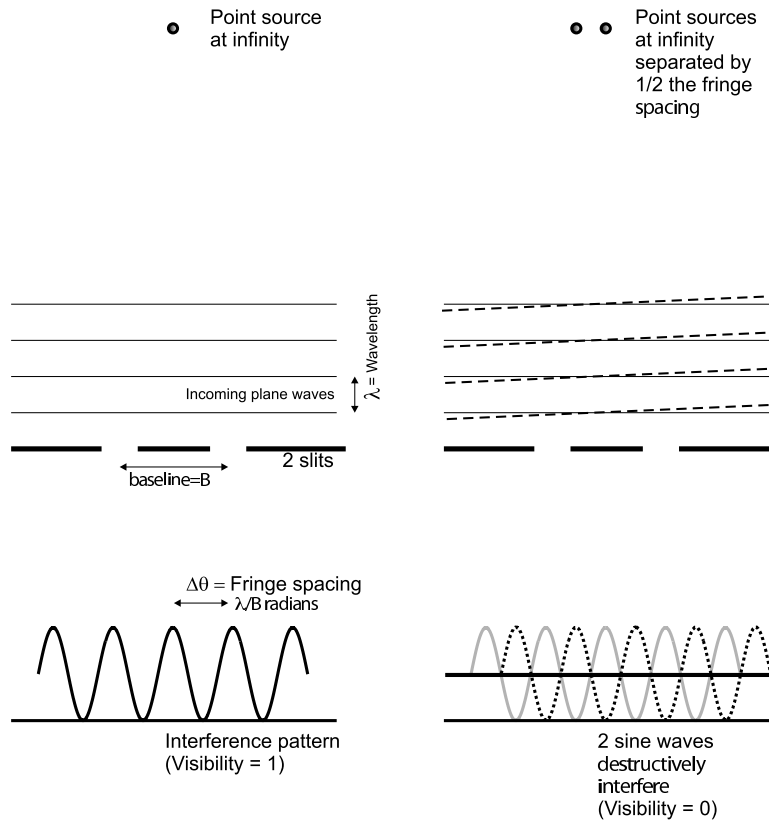 Point source
at infinity
Point sources
at infinity
separated by
1/2 the fringe
spacing
λ = Wavelength
Incoming plane waves
2 slits
baseline=B
Δθ = Fringe spacing
λ/B radians
Interference pattern
(Visibility = 1)
2 sine waves
destructively
interfere
(Visibility = 0)